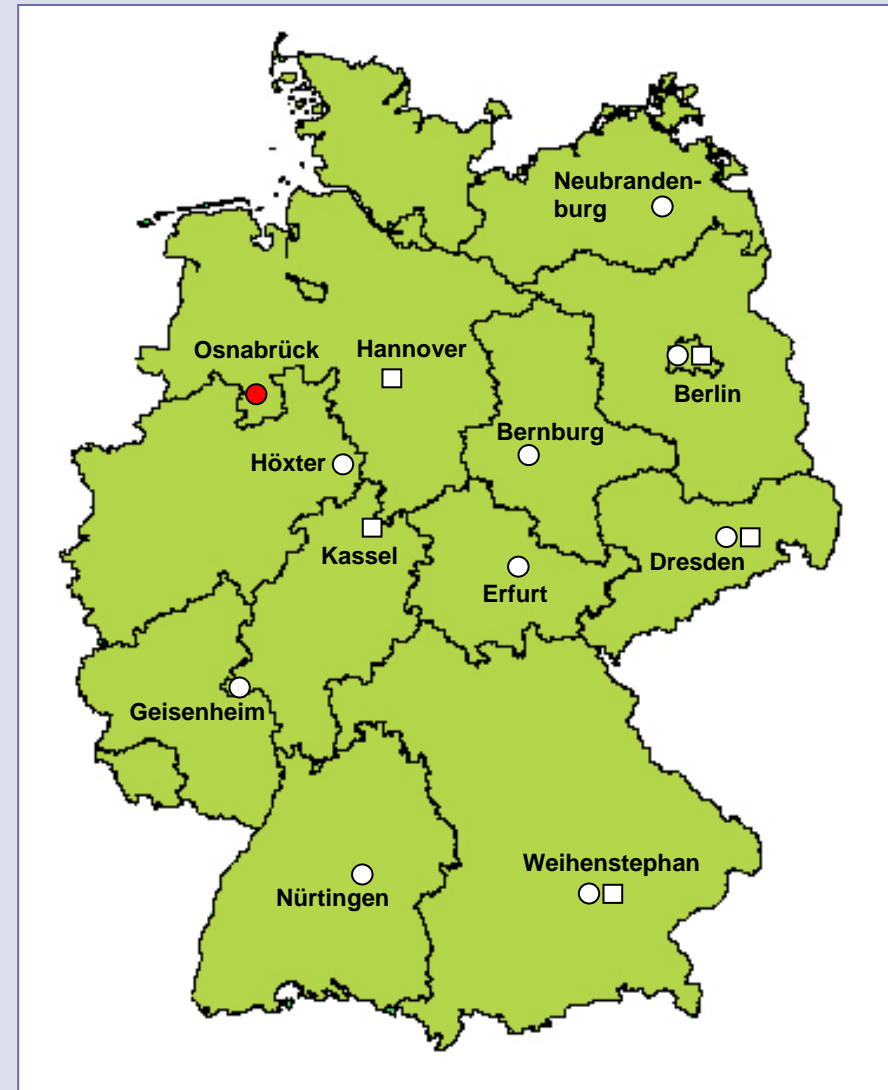 Neubranden-
burg
Osnabrück
Hannover
Berlin
Bernburg
Höxter
Kassel
Dresden
Erfurt
Geisenheim
Weihenstephan
Nürtingen